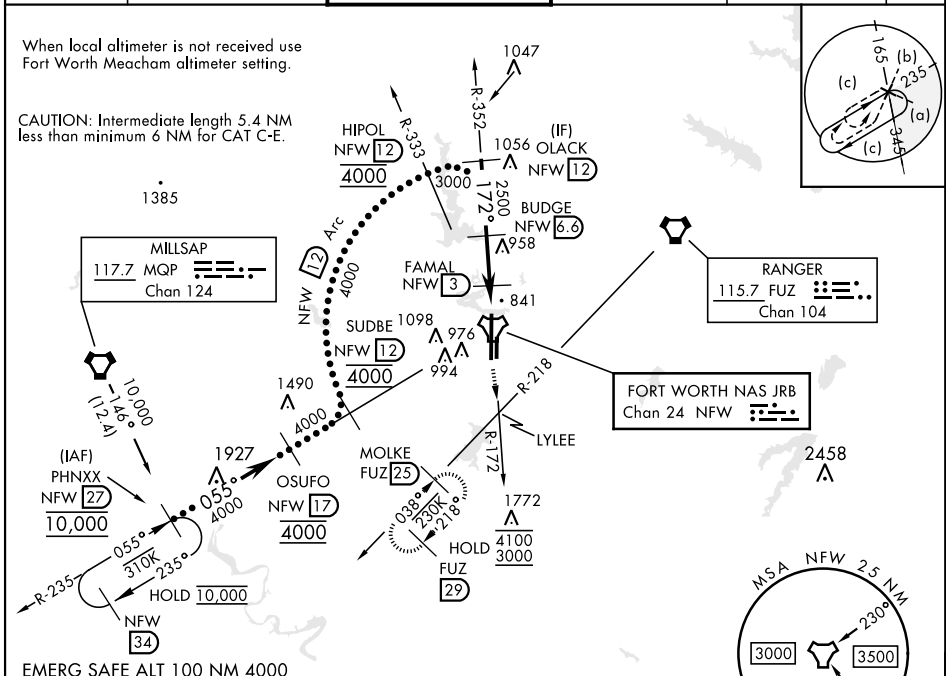 When local altimeter is not received use
Fort Worth Meacham altimeter setting.
CAUTION: Intermediate length 5.4 NM
less than minimum 6 NM for CAT C-E.
1385
1047
R-352
R-333
HIPOL
NFW 12
4000
3000
1056
(IF)
OLACK
NFW 12
2500
172°
BUDGE
NFW 6.6
958
FAMAL
NFW 3
841
165
(b)
235
(c)
(a)
(c)
345
MILLSAP
117.7 MQP
Chan 124
NFW 12 Arc
4000
RANGER
115.7 FUZ
Chan 104
SUDBE
NFW 12
4000
1098
976
994
FORT WORTH NAS JRB
Chan 24 NFW
R-218
LYLEE
R-172
10,000
146°
(12.4)
1490
4000
(IAF)
PHNXX
NFW 27
10,000
1927
055°
4000
OSUFO
NFW 17
4000
MOLKE
FUZ 25
038°
230K
218°
1772
HOLD 4100
3000
FUZ
29
2458
055°
310K
235°
R-235
HOLD 10,000
NFW
34
EMERG SAFE ALT 100 NM 4000
MSA NFW 25 NM
230°
3000
3500